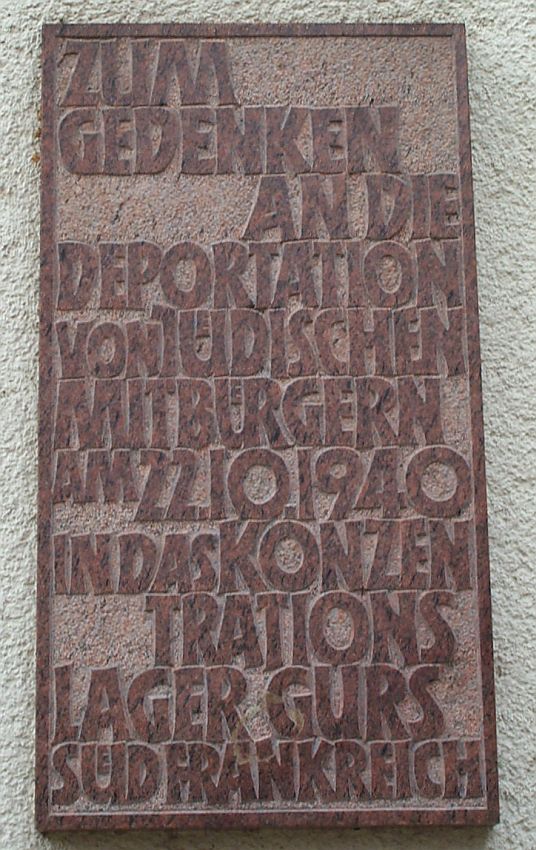 ZUM
GEDENKEN
AN DIE
DEPORTATION
VON JÜDISCHEN
MITBÜRGERN
AM 22.10.1940
IN DAS KONZEN
TRATIONS
LAGER GURS
SÜDFRANKREICH